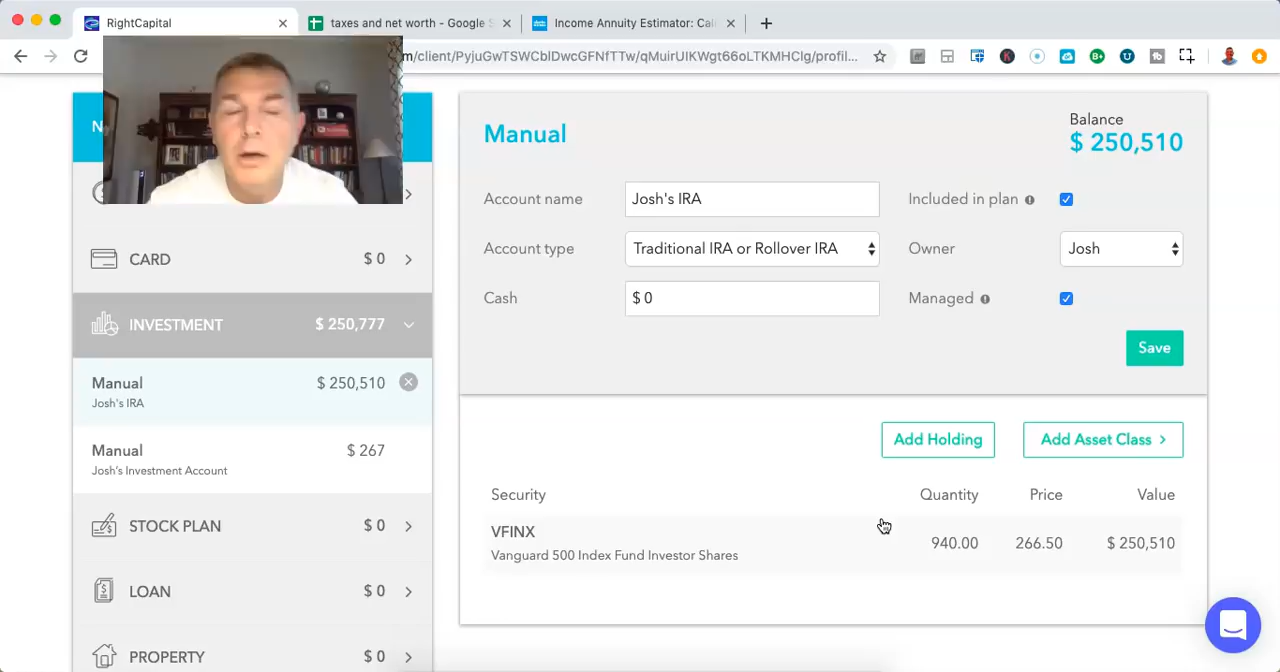 RightCapital
taxes and net worth - Google S
Income Annuity Estimator: Cal
m/client/PyjuGwTSWCblDwcGFNfTTw/qMuirUIKWgt66oLTKMHClg/profil...
N
CARD $ 0
INVESTMENT $ 250,777
Manual $ 250,510
Josh's IRA
Manual $ 267
Josh's Investment Account
STOCK PLAN $ 0
LOAN $ 0
PROPERTY $ 0
Manual
Balance
$ 250,510
Account name Josh's IRA Included in plan
Account type Traditional IRA or Rollover IRA Owner Josh
Cash $ 0 Managed
Save
Add Holding Add Asset Class
Security Quantity Price Value
VFINX
Vanguard 500 Index Fund Investor Shares 940.00 266.50 $ 250,510